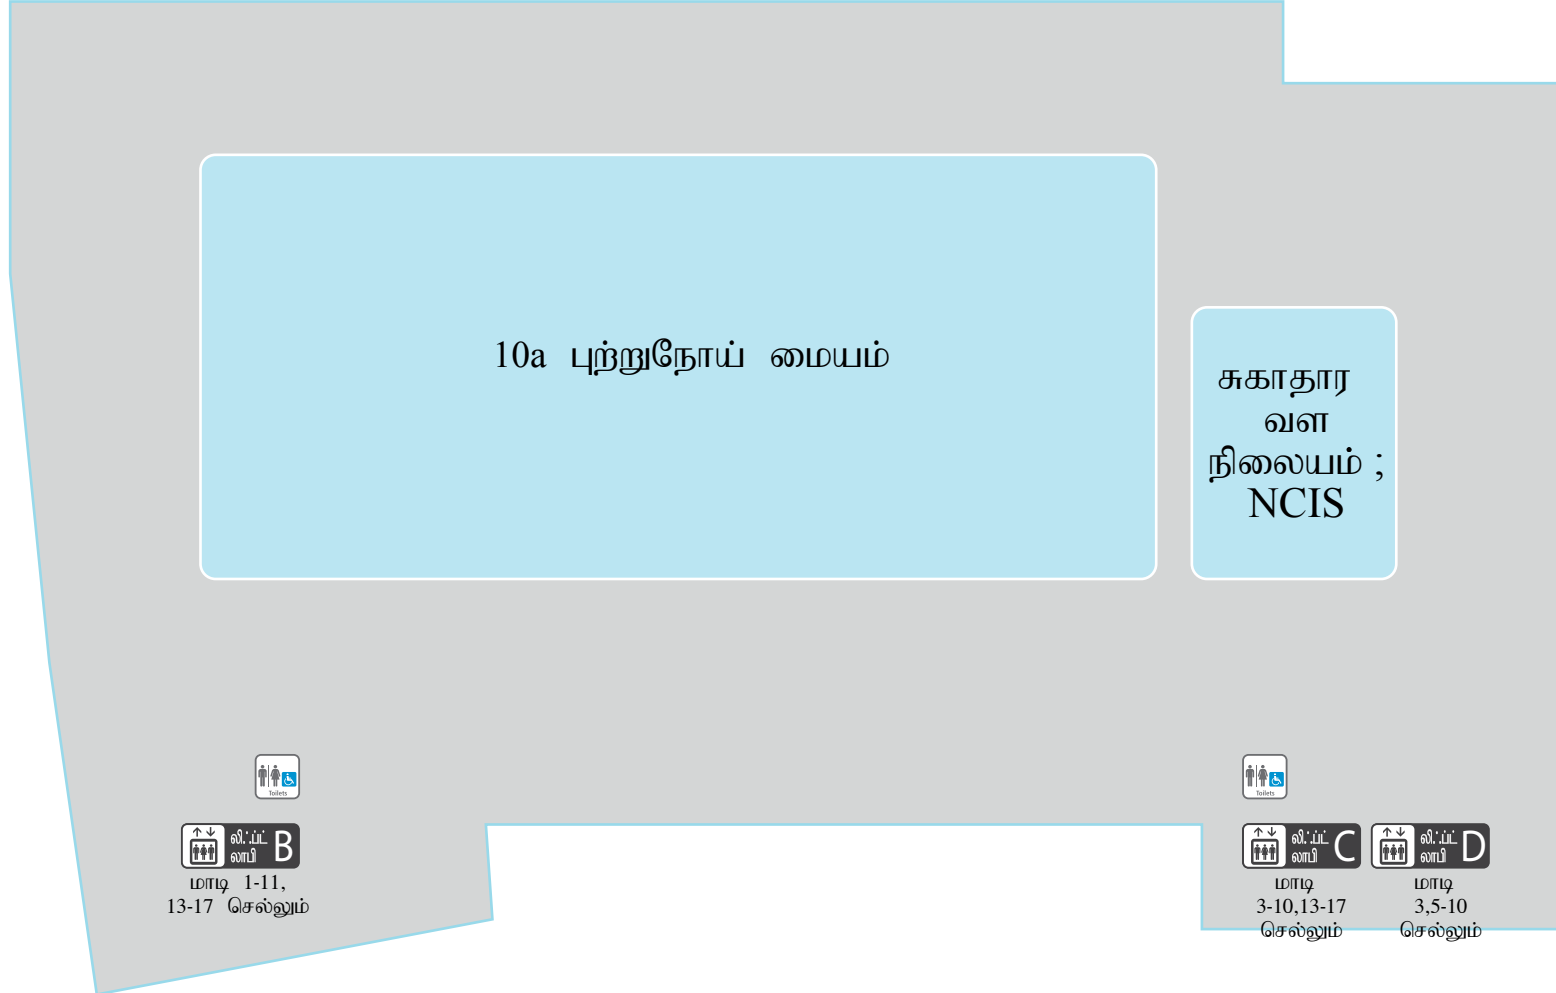 10a புற்றுநோய் மையம்
சுகாதார
வள
நிலையம் ;
NCIS
Toilets
Toilets
லிஃப்ட்
லாபி B
மாடி 1-11,
13-17 செல்லும்
லிஃப்ட்
லாபி C
மாடி
3-10,13-17
செல்லும்
லிஃப்ட்
லாபி D
மாடி
3,5-10
செல்லும்